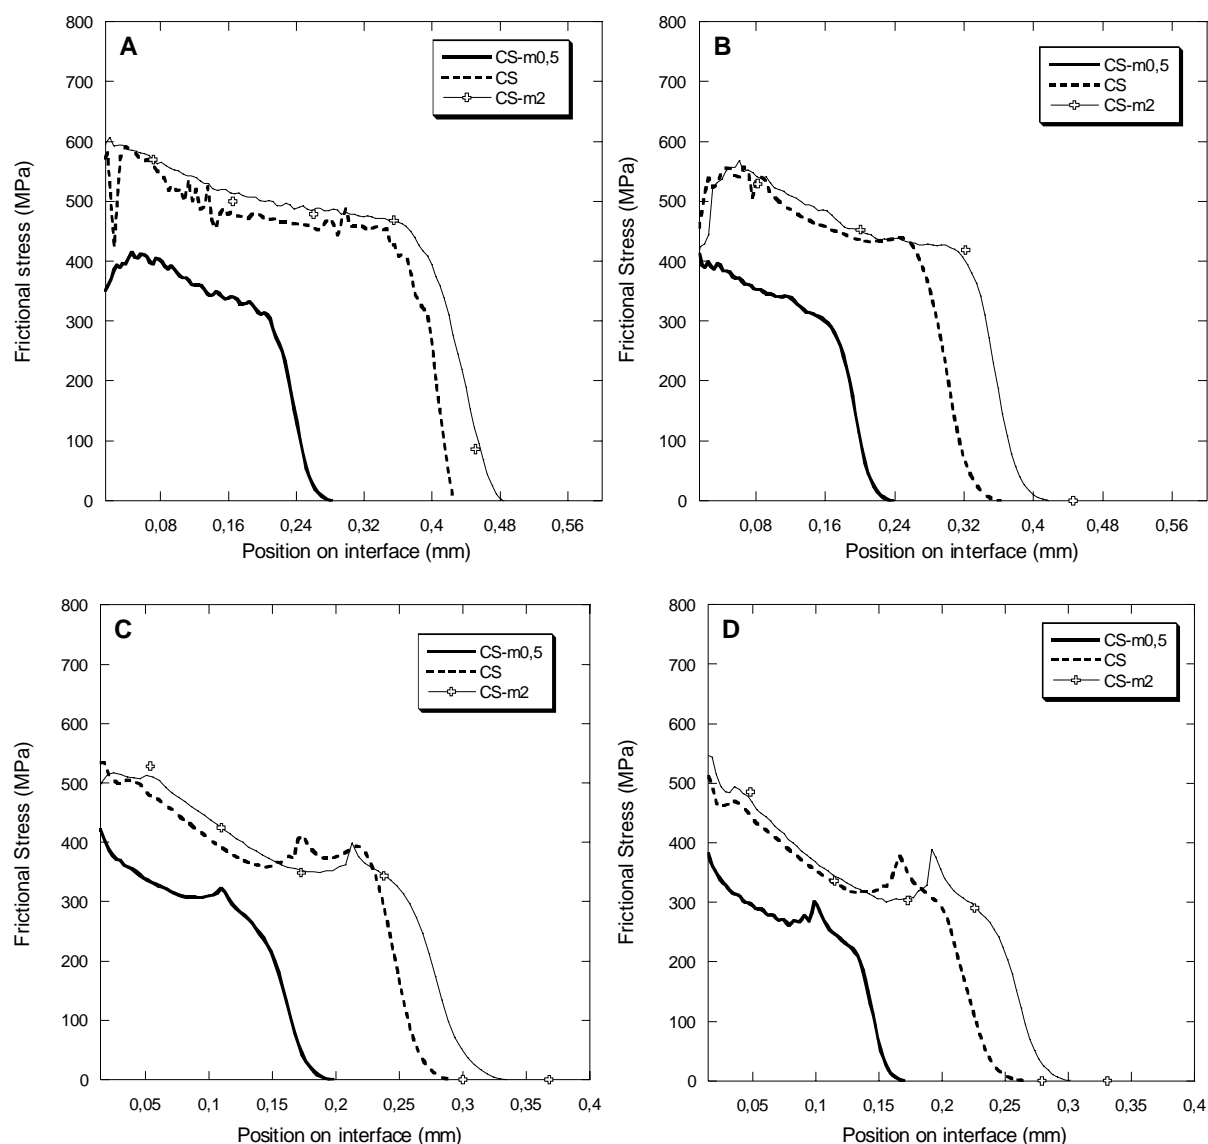 A
CS-m0,5
CS
CS-m2
800
700
600
500
400
300
200
100
0
Frictional stress (MPa)
0,08
0,16
0,24
0,32
0,4
0,48
0,56
Position on interface (mm)
B
CS-m0,5
CS
CS-m2
800
700
600
500
400
300
200
100
0
Frictional Stress (MPa)
0,08
0,16
0,24
0,32
0,4
0,48
0,56
Position on interface (mm)
C
CS-m0,5
CS
CS-m2
800
700
600
500
400
300
200
100
0
Frictional Stress (MPa)
0,05
0,1
0,15
0,2
0,25
0,3
0,35
0,4
Position on interface (mm)
D
CS-m0,5
CS
CS-m2
800
700
600
500
400
300
200
100
0
Frictional Stress (MPa)
0,05
0,1
0,15
0,2
0,25
0,3
0,35
0,4
Position on interface (mm)